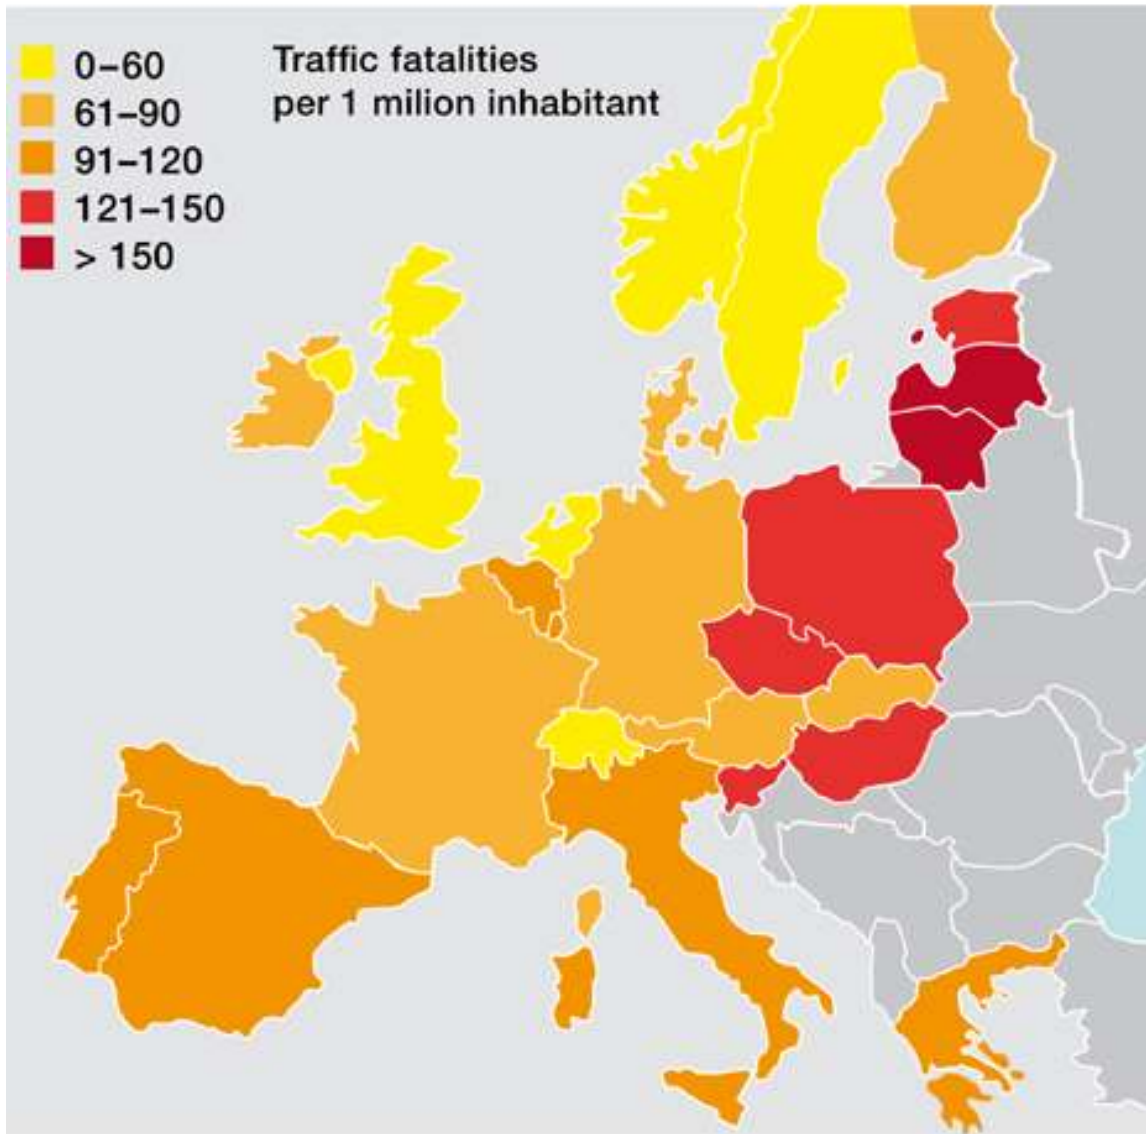 0–60
61–90
91–120
121–150
> 150
Traffic fatalities
per 1 milion inhabitant